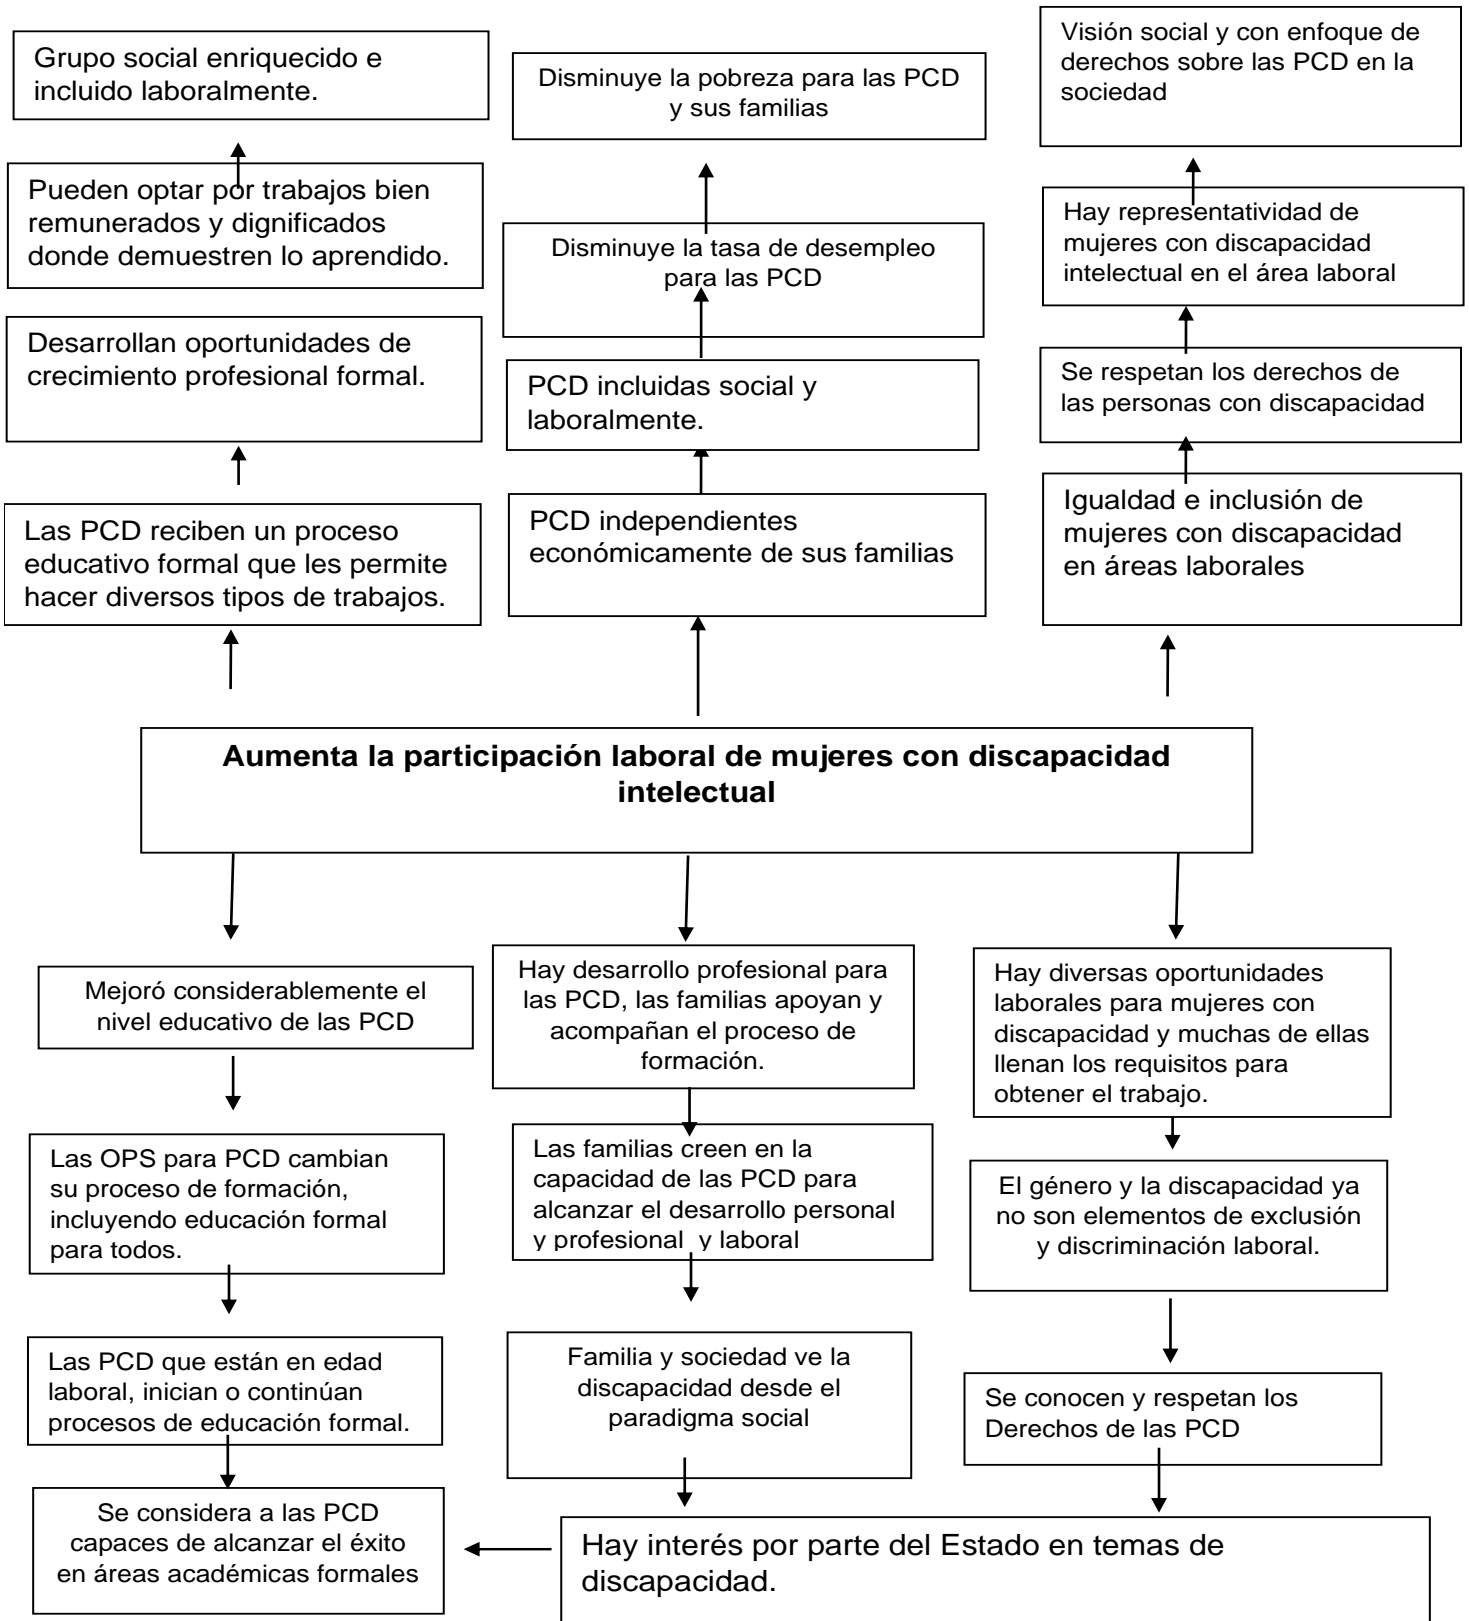 Grupo social enriquecido e
incluido laboralmente.
Disminuye la pobreza para las PCD
y sus familias
Visión social y con enfoque de
derechos sobre las PCD en la
sociedad
Pueden optar por trabajos bien
remunerados y dignificados
donde demuestren lo aprendido.
Disminuye la tasa de desempleo
para las PCD
Hay representatividad de
mujeres con discapacidad
intelectual en el área laboral
Desarrollan oportunidades de
crecimiento profesional formal.
PCD incluidas social y
laboralmente.
Se respetan los derechos de
las personas con discapacidad
Las PCD reciben un proceso
educativo formal que les permite
hacer diversos tipos de trabajos.
PCD independientes
económicamente de sus familias
Igualdad e inclusión de
mujeres con discapacidad
en áreas laborales
Aumenta la participación laboral de mujeres con discapacidad
intelectual
Mejoró considerablemente el
nivel educativo de las PCD
Hay desarrollo profesional para
las PCD, las familias apoyan y
acompañan el proceso de
formación.
Hay diversas oportunidades
laborales para mujeres con
discapacidad y muchas de ellas
llenan los requisitos para
obtener el trabajo.
Las OPS para PCD cambian
su proceso de formación,
incluyendo educación formal
para todos.
Las familias creen en la
capacidad de las PCD para
alcanzar el desarrollo personal
y profesional  y laboral
El género y la discapacidad ya
no son elementos de exclusión
y discriminación laboral.
Las PCD que están en edad
laboral, inician o continúan
procesos de educación formal.
Familia y sociedad ve la
discapacidad desde el
paradigma social
Se conocen y respetan los
Derechos de las PCD
Se considera a las PCD
capaces de alcanzar el éxito
en áreas académicas formales
Hay interés por parte del Estado en temas de
discapacidad.